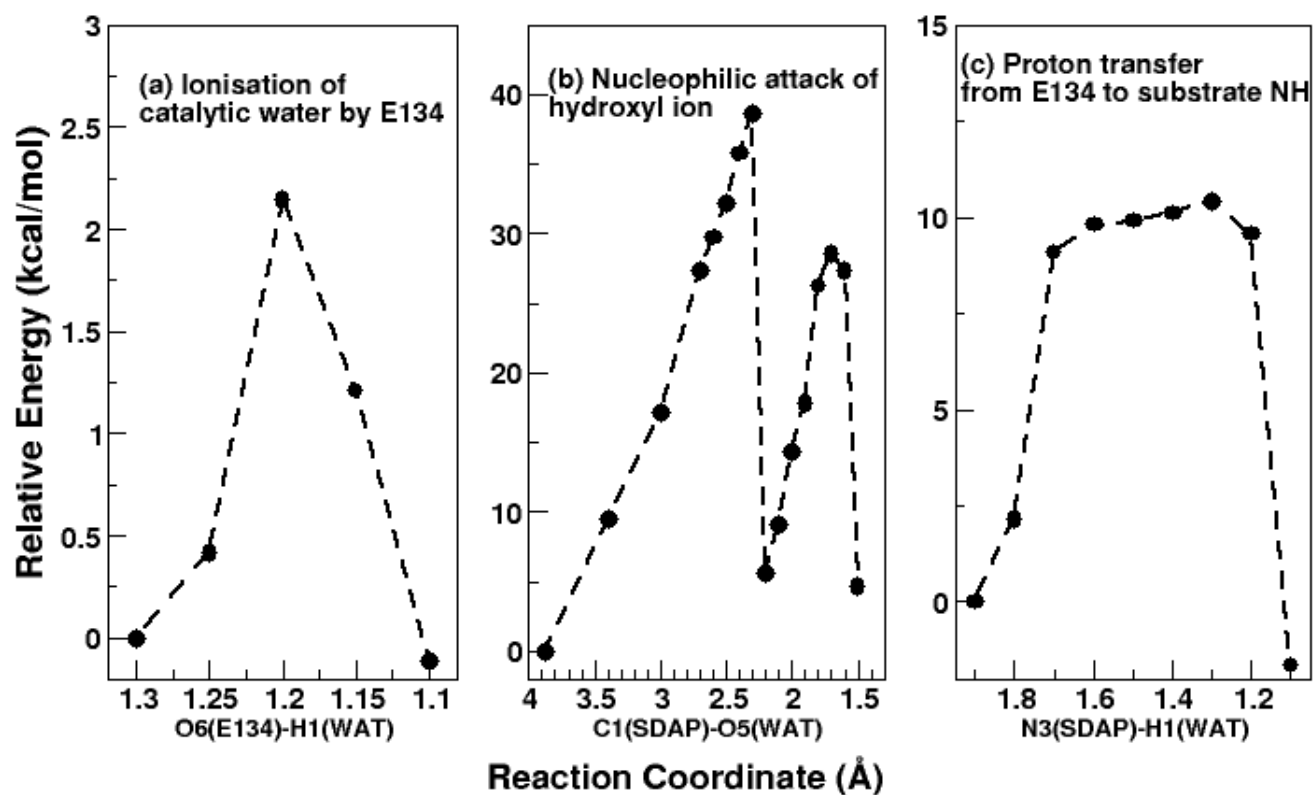 Relative Energy (kcal/mol)
(a) Ionisation of
catalytic water by E134
3
2.5
2
1.5
1
0.5
0
1.3 1.25 1.2 1.15 1.1
O6(E134)-H1(WAT)
(b) Nucleophilic attack of
hydroxyl ion
40
30
20
10
0
4 3.5 3 2.5 2 1.5
C1(SDAP)-O5(WAT)
(c) Proton transfer
from E134 to substrate NH
15
10
5
0
1.8 1.6 1.4 1.2
N3(SDAP)-H1(WAT)
Reaction Coordinate (Å)